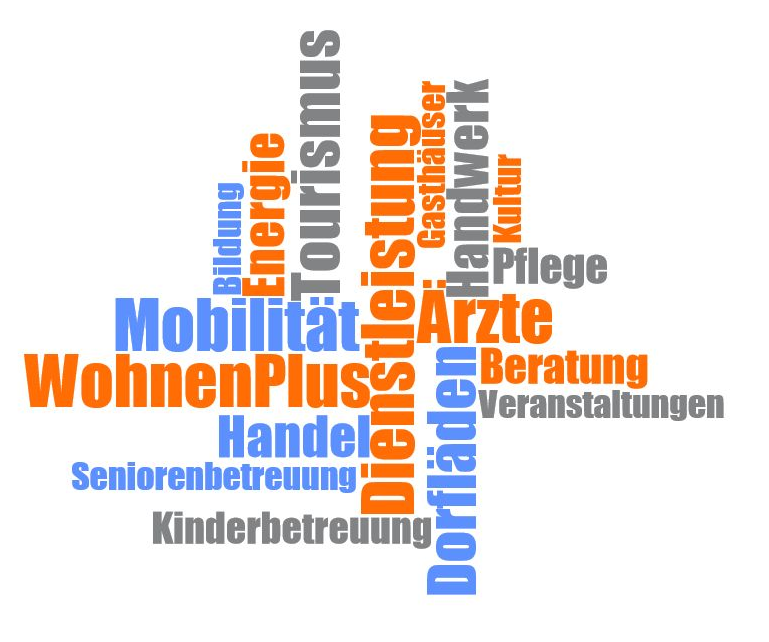 Tourismus
Gasthäuser
Handwerk
Dienstleistung
Energie
Kultur
Bildung
Pflege
Mobilität
Ärzte
WohnenPlus
Beratung
Dorfläden
Veranstaltungen
Handel
Seniorenbetreuung
Kinderbetreuung